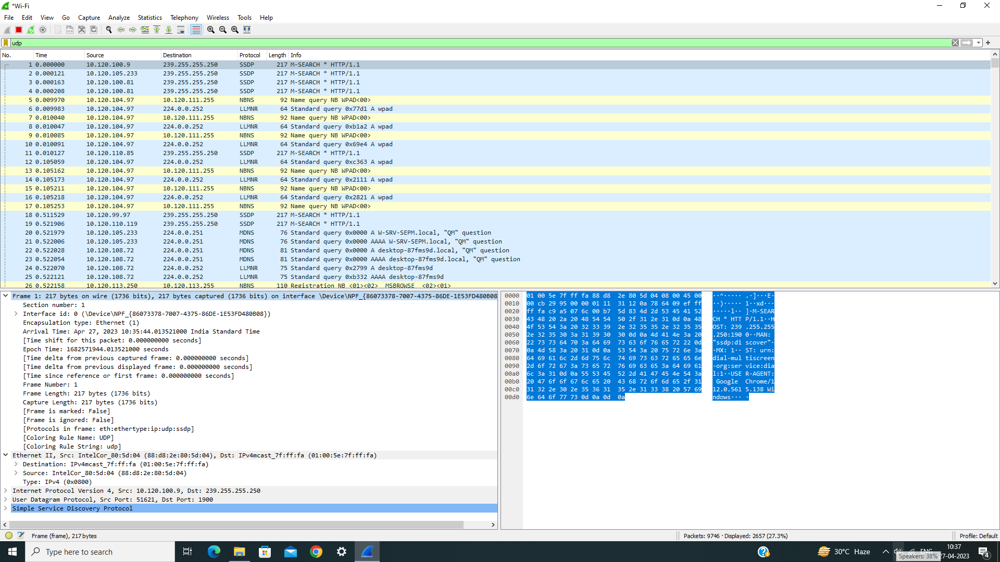 *Wi-Fi
File Edit View Go Capture Analyze Statistics Telephony Wireless Tools Help
udp
No. Time Source Destination Protocol Length Info
1 0.000000 10.120.100.9 239.255.255.250 SSDP 217 M-SEARCH * HTTP/1.1
2 0.000121 10.120.105.233 239.255.255.250 SSDP 217 M-SEARCH * HTTP/1.1
3 0.000163 10.120.100.81 239.255.255.250 SSDP 217 M-SEARCH * HTTP/1.1
4 0.000208 10.120.100.81 239.255.255.250 SSDP 217 M-SEARCH * HTTP/1.1
5 0.009970 10.120.104.97 10.120.111.255 NBNS 92 Name query NB WPAD<00>
6 0.009983 10.120.104.97 224.0.0.252 LLMNR 64 Standard query 0x77d1 A wpad
7 0.010040 10.120.104.97 10.120.111.255 NBNS 92 Name query NB WPAD<00>
8 0.010047 10.120.104.97 224.0.0.252 LLMNR 64 Standard query 0xb1a2 A wpad
9 0.010085 10.120.104.97 10.120.111.255 NBNS 92 Name query NB WPAD<00>
10 0.010091 10.120.104.97 224.0.0.252 LLMNR 64 Standard query 0x69e4 A wpad
11 0.010127 10.120.110.85 239.255.255.250 SSDP 217 M-SEARCH * HTTP/1.1
12 0.105059 10.120.104.97 224.0.0.252 LLMNR 64 Standard query 0xc363 A wpad
13 0.105162 10.120.104.97 10.120.111.255 NBNS 92 Name query NB WPAD<00>
14 0.105173 10.120.104.97 224.0.0.252 LLMNR 64 Standard query 0x2111 A wpad
15 0.105211 10.120.104.97 10.120.111.255 NBNS 92 Name query NB WPAD<00>
16 0.105218 10.120.104.97 224.0.0.252 LLMNR 64 Standard query 0x2821 A wpad
17 0.105253 10.120.104.97 10.120.111.255 NBNS 92 Name query NB WPAD<00>
18 0.511529 10.120.99.97 239.255.255.250 SSDP 217 M-SEARCH * HTTP/1.1
19 0.521906 10.120.110.119 239.255.255.250 SSDP 217 M-SEARCH * HTTP/1.1
20 0.521979 10.120.105.233 224.0.0.251 MDNS 76 Standard query 0x0000 A W-SRV-SEPM.local, "QM" question
21 0.522006 10.120.105.233 224.0.0.251 MDNS 76 Standard query 0x0000 AAAA W-SRV-SEPM.local, "QM" question
22 0.522028 10.120.108.72 224.0.0.251 MDNS 81 Standard query 0x0000 A desktop-87fms9d.local, "QM" question
23 0.522054 10.120.108.72 224.0.0.251 MDNS 81 Standard query 0x0000 AAAA desktop-87fms9d.local, "QM" question
24 0.522070 10.120.108.72 224.0.0.252 LLMNR 75 Standard query 0x2799 A desktop-87fms9d
25 0.522121 10.120.108.72 224.0.0.252 LLMNR 75 Standard query 0xb332 AAAA desktop-87fms9d
26 0.522158 10.120.113.250 10.120.113.255 NBNS 110 Registration NB <01><02>__MSBROWSE__<02><01>
Frame 1: 217 bytes on wire (1736 bits), 217 bytes captured (1736 bits) on interface \Device\NPF_{86073378-7007-4375-86DE-1E53FD480B08
Section number: 1
Interface id: 0 (\Device\NPF_{86073378-7007-4375-86DE-1E53FD480B08})
Encapsulation type: Ethernet (1)
Arrival Time: Apr 27, 2023 10:35:44.013521000 India Standard Time
[Time shift for this packet: 0.000000000 seconds]
Epoch Time: 1682571944.013521000 seconds
[Time delta from previous captured frame: 0.000000000 seconds]
[Time delta from previous displayed frame: 0.000000000 seconds]
[Time since reference or first frame: 0.000000000 seconds]
Frame Number: 1
Frame Length: 217 bytes (1736 bits)
Capture Length: 217 bytes (1736 bits)
[Frame is marked: False]
[Frame is ignored: False]
[Protocols in frame: eth:ethertype:ip:udp:ssdp]
[Coloring Rule Name: UDP]
[Coloring Rule String: udp]
Ethernet II, Src: IntelCor_80:5d:04 (88:d8:2e:80:5d:04), Dst: IPv4mcast_7f:ff:fa (01:00:5e:7f:ff:fa)
Destination: IPv4mcast_7f:ff:fa (01:00:5e:7f:ff:fa)
Source: IntelCor_80:5d:04 (88:d8:2e:80:5d:04)
Type: IPv4 (0x0800)
Internet Protocol Version 4, Src: 10.120.100.9, Dst: 239.255.255.250
User Datagram Protocol, Src Port: 51621, Dst Port: 1900
Simple Service Discovery Protocol
0000 01 00 5e 7f ff fa 88 d8 2e 80 5d 04 08 00 45 00 ··^····· .·]···E·
0010 00 cb 29 95 00 00 01 11 31 12 0a 78 64 09 ef ff ··)····· 1··xd···
0020 ff fa c9 a5 07 6c 00 b7 5d 83 4d 2d 53 45 41 52 ·····l·· ]·M-SEAR
0030 43 48 20 2a 20 48 54 54 50 2f 31 2e 31 0d 0a 48 CH * HTT P/1.1··H
0040 4f 53 54 3a 20 32 33 39 2e 32 35 35 2e 32 35 35 OST: 239 .255.255
0050 2e 32 35 30 3a 31 39 30 30 0d 0a 4d 41 4e 3a 20 .250:190 0··MAN:
0060 22 73 73 64 70 3a 64 69 73 63 6f 76 65 72 22 0d "ssdp:di scover"·
0070 0a 4d 58 3a 20 31 0d 0a 53 54 3a 20 75 72 6e 3a ·MX: 1·· ST: urn:
0080 64 69 61 6c 2d 6d 75 6c 74 69 73 63 72 65 65 6e dial-mul tiscreen
0090 2d 6f 72 67 3a 73 65 72 76 69 63 65 3a 64 69 61 -org:ser vice:dia
00a0 6c 3a 31 0d 0a 55 53 45 52 2d 41 47 45 4e 54 3a l:1··USE R-AGENT:
00b0 20 47 6f 6f 67 6c 65 20 43 68 72 6f 6d 65 2f 31 Google Chrome/1
00c0 31 32 2e 30 2e 35 36 31 35 2e 31 33 38 20 57 69 12.0.561 5.138 Wi
00d0 6e 64 6f 77 73 0d 0a 0d 0a ndows··· ·
Frame (frame), 217 bytes
Packets: 9746 · Displayed: 2657 (27.3%)
Profile: Default
Type here to search
30°C Haze
ENG
10:37
Speakers: 38%
27-04-2023
4